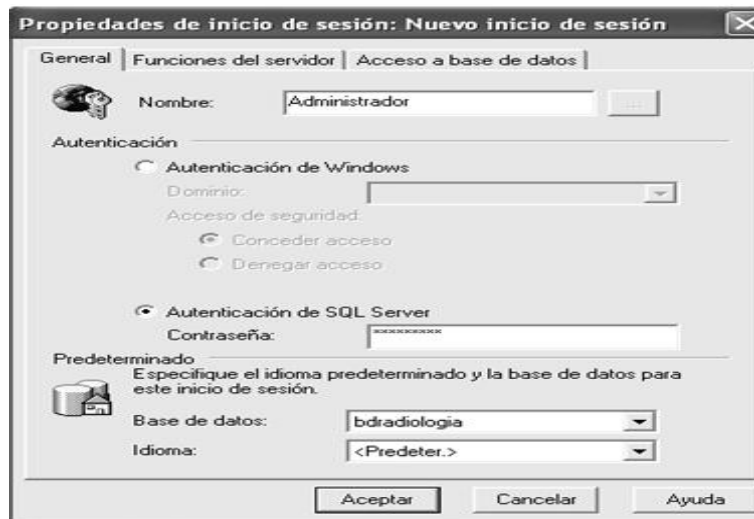 Propiedades de inicio de sesión: Nuevo inicio de sesión
General Funciones del servidor Acceso a base de datos
Nombre: Administrador ...
Autenticación
Autenticación de Windows
Dominio:
Acceso de seguridad:
Conceder acceso
Denegar acceso
Autenticación de SQL Server
Contraseña: *********
Predeterminado
Especifique el idioma predeterminado y la base de datos para
este inicio de sesión.
Base de datos: bdradiologia
Idioma: <Predeter.>
Aceptar Cancelar Ayuda